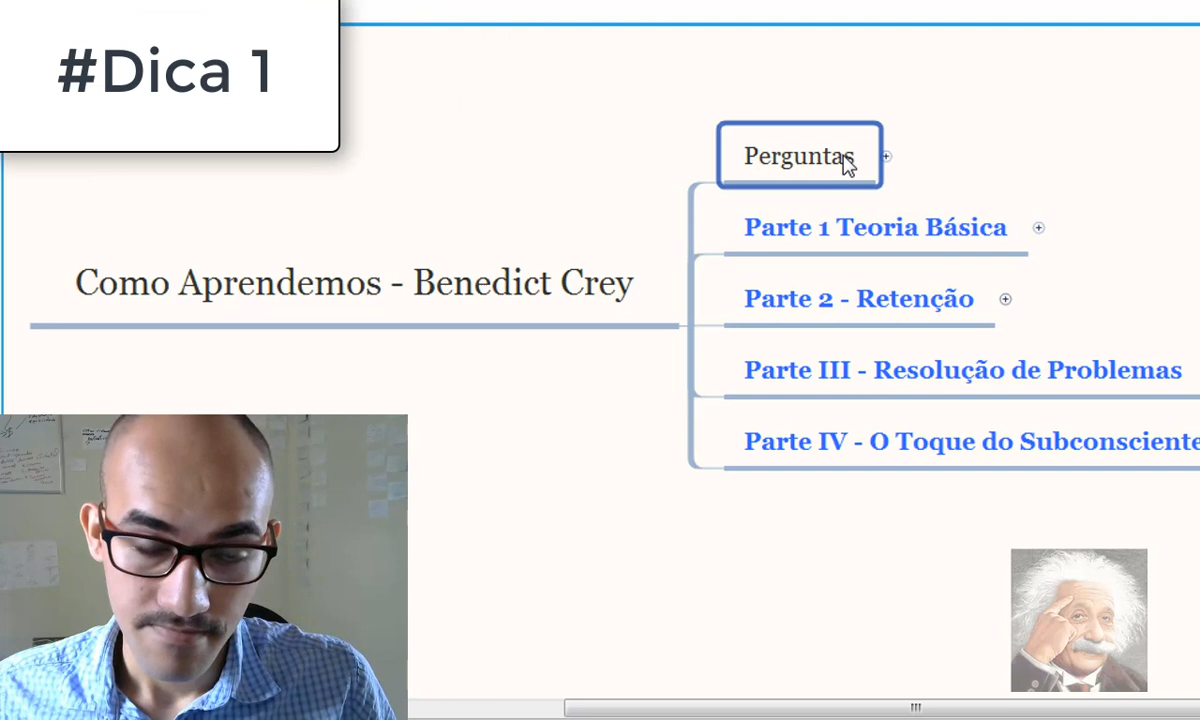 #Dica 1
Perguntas
Parte 1 Teoria Básica
Como Aprendemos - Benedict Crey
Parte 2 - Retenção
Parte III - Resolução de Problemas
Parte IV - O Toque do Subconsciente